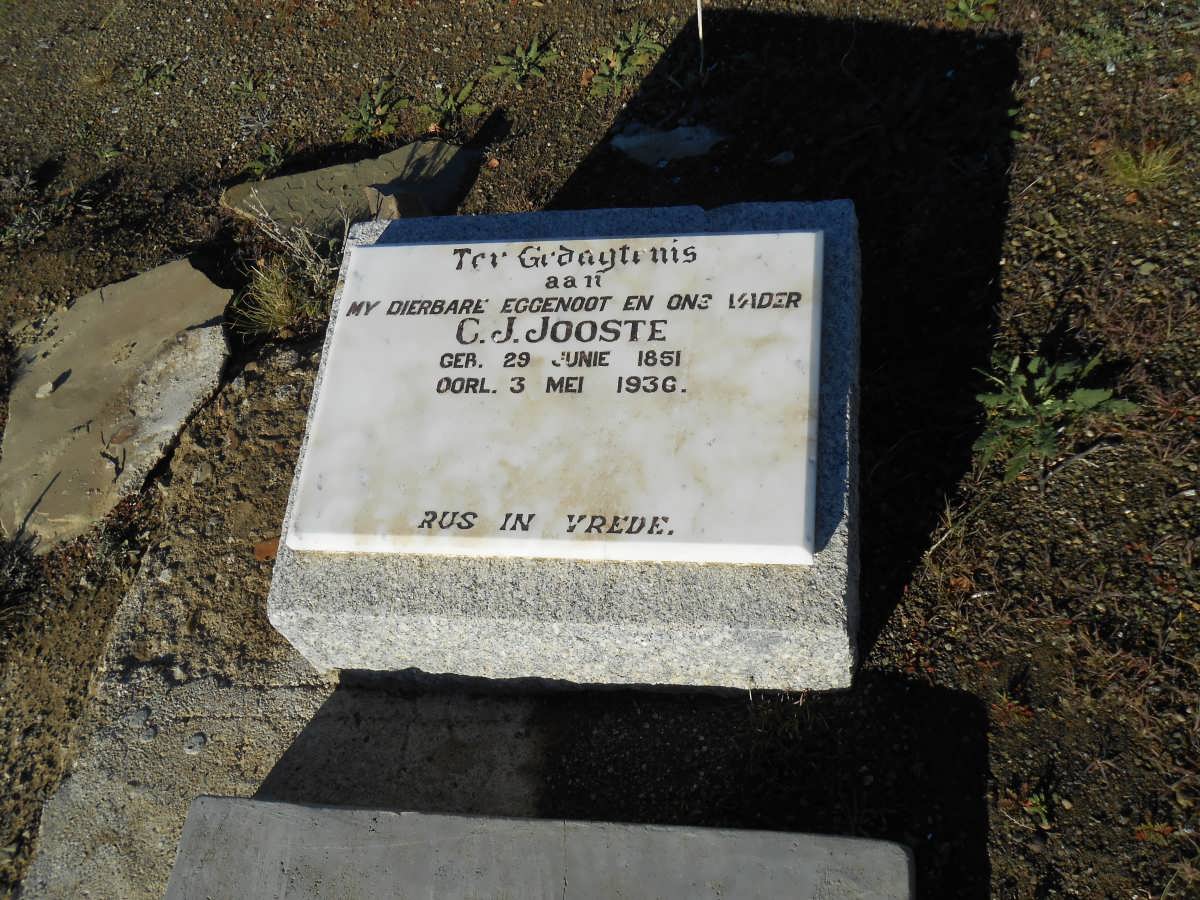 Ter Gedagtenis
aan
MY DIERBARE EGGENOOT EN ONS VADER
C.J. JOOSTE
GEB. 29 JUNIE 1851
OORL. 3 MEI 1936.
RUS IN VREDE.